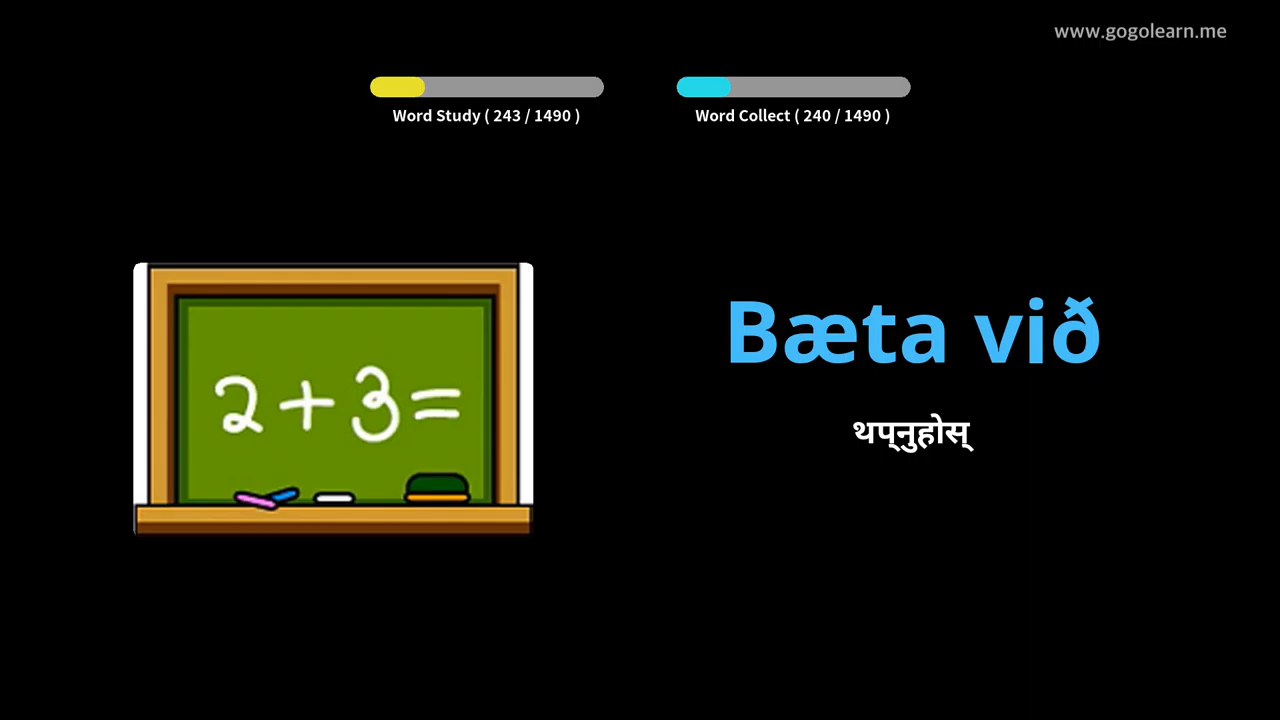 www.gogolearn.me
Word Study ( 243 / 1490 )
Word Collect ( 240 / 1490 )
2+3=
Bæta við
थप्नुहोस्